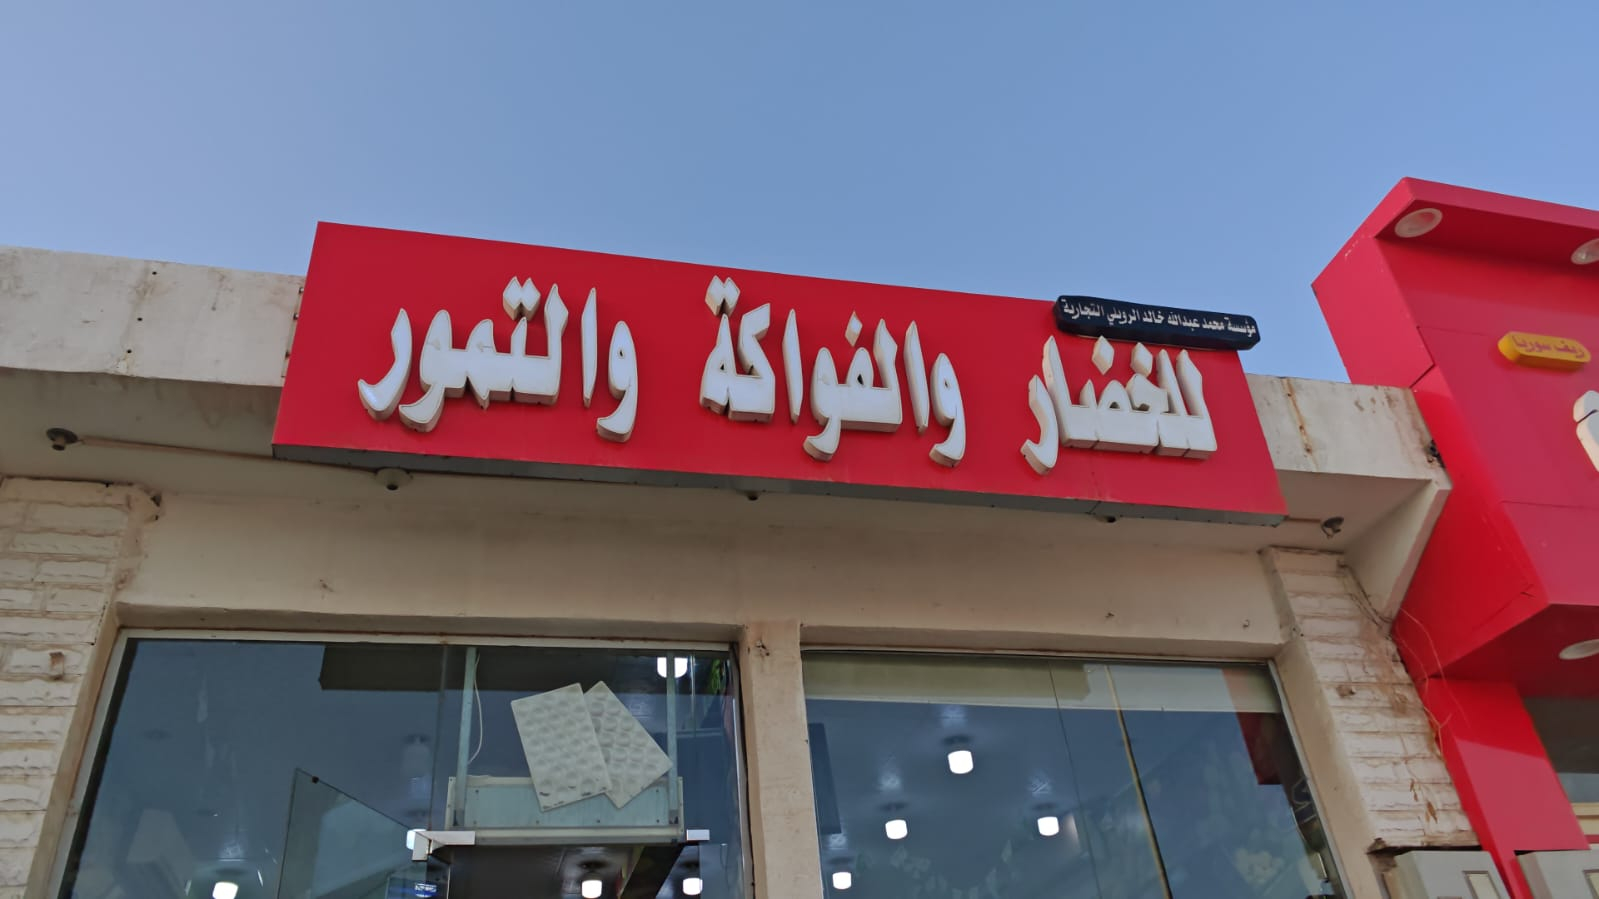 مؤسسة محمد عبدالله خالد الرويلي التجارية
للخضار والفواكة والتمور
ريف سوريا